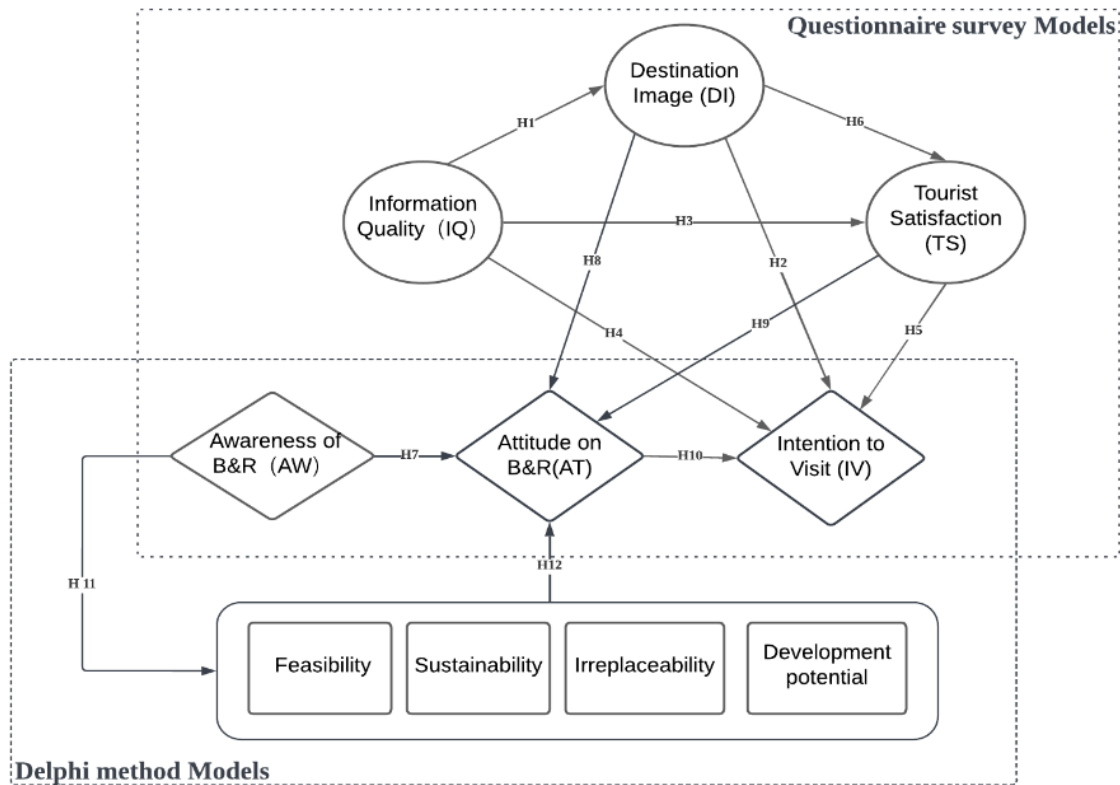 Questionnaire survey Models
Destination
Image (DI)
H1
H6
Information
Quality（IQ）
H3
Tourist
Satisfaction
(TS)
H8
H2
H4
H9
H5
Awareness of
B&R（AW）
H7
Attitude on
B&R(AT)
H10
Intention to
Visit (IV)
H 11
H12
Feasibility
Sustainability
Irreplaceability
Development
potential
Delphi method Models